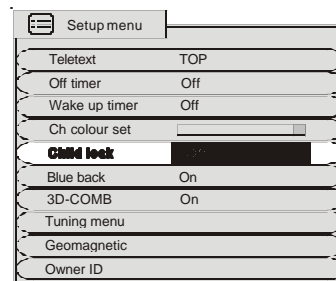 Setup menu
Teletext TOP
Off timer Off
Wake up timer Off
Ch colour set
Child lock
Blue back On
3D-COMB On
Tuning menu
Geomagnetic
Owner ID